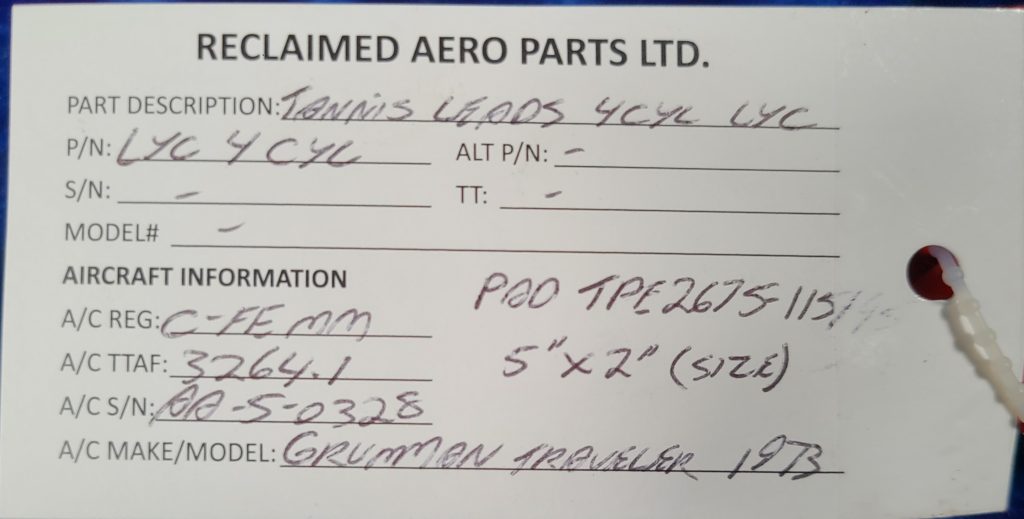 RECLAIMED AERO PARTS LTD.
PART DESCRIPTION: TANNIS LEADS 4CYL LYC
P/N: LYC 4 CYL ALT P/N: -
S/N: - TT: -
MODEL# -
AIRCRAFT INFORMATION
PAD TPE2675-115/
A/C REG: C-FEMM
A/C TTAF: 3264.1
5" x 2" (SIZE)
A/C S/N: AA-5-0328
A/C MAKE/MODEL: GRUMMAN TRAVELER 1973